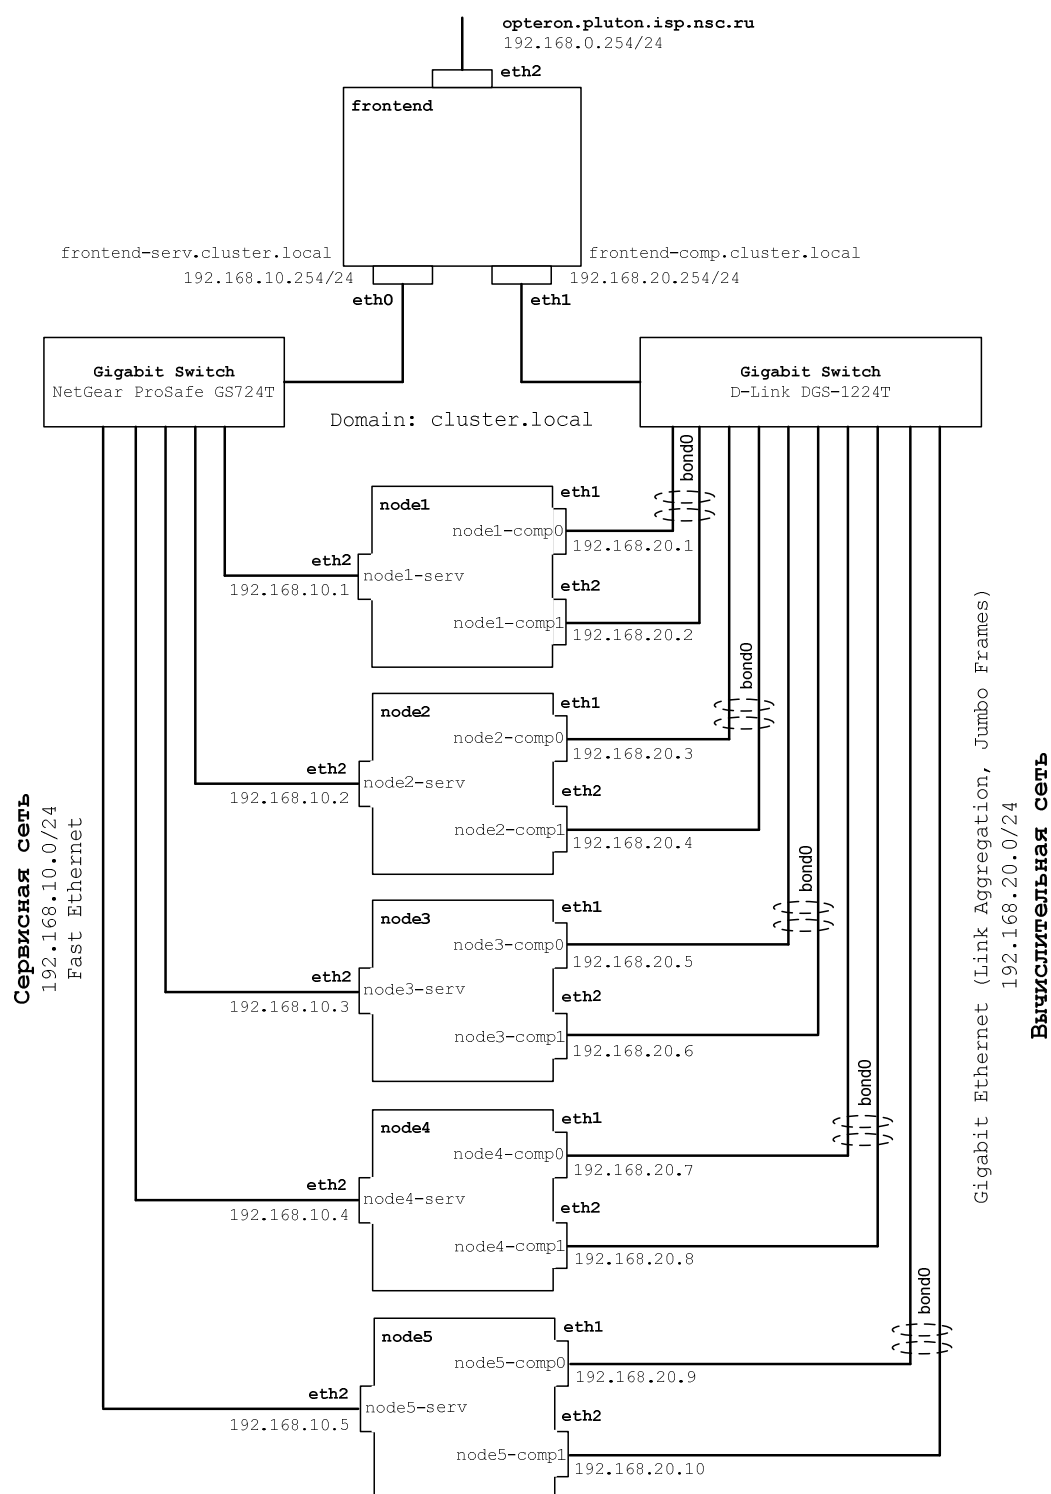 opteron.pluton.isp.nsc.ru
192.168.0.254/24
eth2
frontend
frontend-serv.cluster.local
192.168.10.254/24
eth0
frontend-comp.cluster.local
192.168.20.254/24
eth1
Gigabit Switch
NetGear ProSafe GS724T
Gigabit Switch
D-Link DGS-1224T
Domain: cluster.local
bond0
node1
eth1
node1-comp0
192.168.20.1
eth2
node1-serv
192.168.10.1
eth2
node1-comp1
192.168.20.2
bond0
node2
eth1
node2-comp0
192.168.20.3
eth2
node2-serv
192.168.10.2
eth2
node2-comp1
192.168.20.4
bond0
node3
eth1
node3-comp0
192.168.20.5
eth2
node3-serv
192.168.10.3
eth2
node3-comp1
192.168.20.6
bond0
node4
eth1
node4-comp0
192.168.20.7
eth2
node4-serv
192.168.10.4
eth2
node4-comp1
192.168.20.8
bond0
node5
eth1
node5-comp0
192.168.20.9
eth2
node5-serv
192.168.10.5
eth2
node5-comp1
192.168.20.10
Сервисная сеть
192.168.10.0/24
Fast Ethernet
Gigabit Ethernet (Link Aggregation, Jumbo Frames)
192.168.20.0/24
Вычислительная сеть